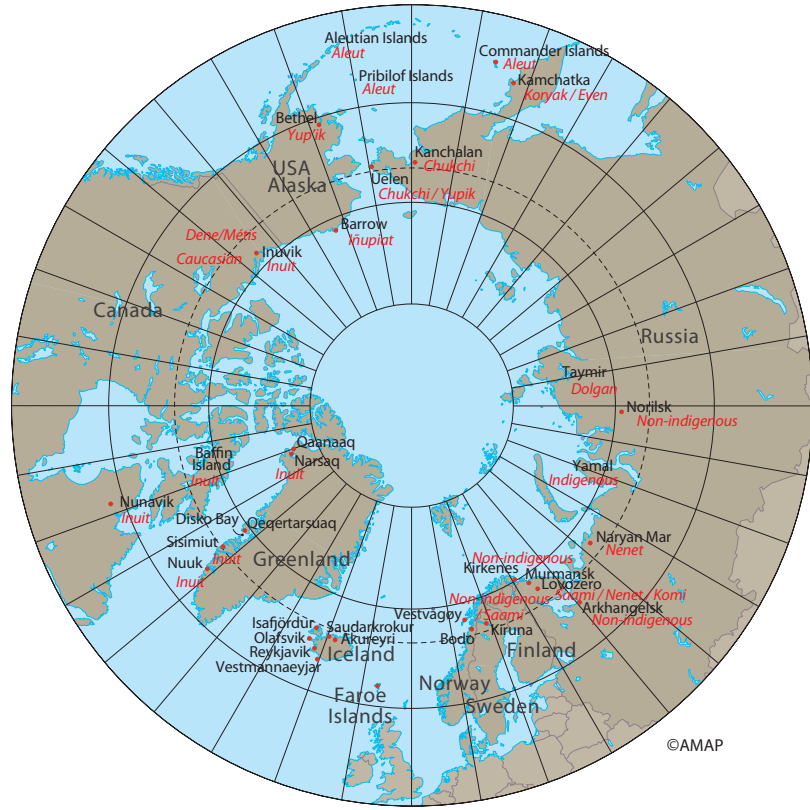 Aleutian Islands
Aleut
Commander Islands
Aleut
Pribilof Islands
Aleut
Kamchatka
Koryak / Even
Bethel
Yup'ik
Kanchalan
Chukchi
USA
Alaska
Uelen
Chukchi / Yupik
Barrow
Iñupiat
Dene/Métis
Inuvik
Caucasian
Inuit
Canada
Russia
Taymir
Dolgan
Norilsk
Non-indigenous
Qaanaaq
Baffin
Island
Inuit
Narsaq
Inuit
Yamal
Indigenous
Nunavik
Inuit
Disko Bay
Qeqertarsuaq
Sisimiut
Inuit
Naryan Mar
Nenet
Nuuk
Inuit
Greenland
Non-indigenous
Kirkenes
Murmansk
Lovozero
Non-indigenous
/ Saami
Saami / Nenet / Komi
Arkhangelsk
Non-indigenous
Vestvågøy
Isafjördur
Saudarkrokur
Olafsvik
Akureyri
Bodö
Kiruna
Reykjavik
Iceland
Finland
Vestmannaeyjar
Faroe
Islands
Norway
Sweden
©AMAP